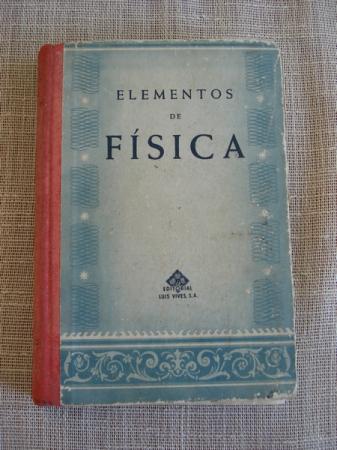 ELEMENTOS
DE
FÍSICA
EDITORIAL
LUIS VIVES, S.A.